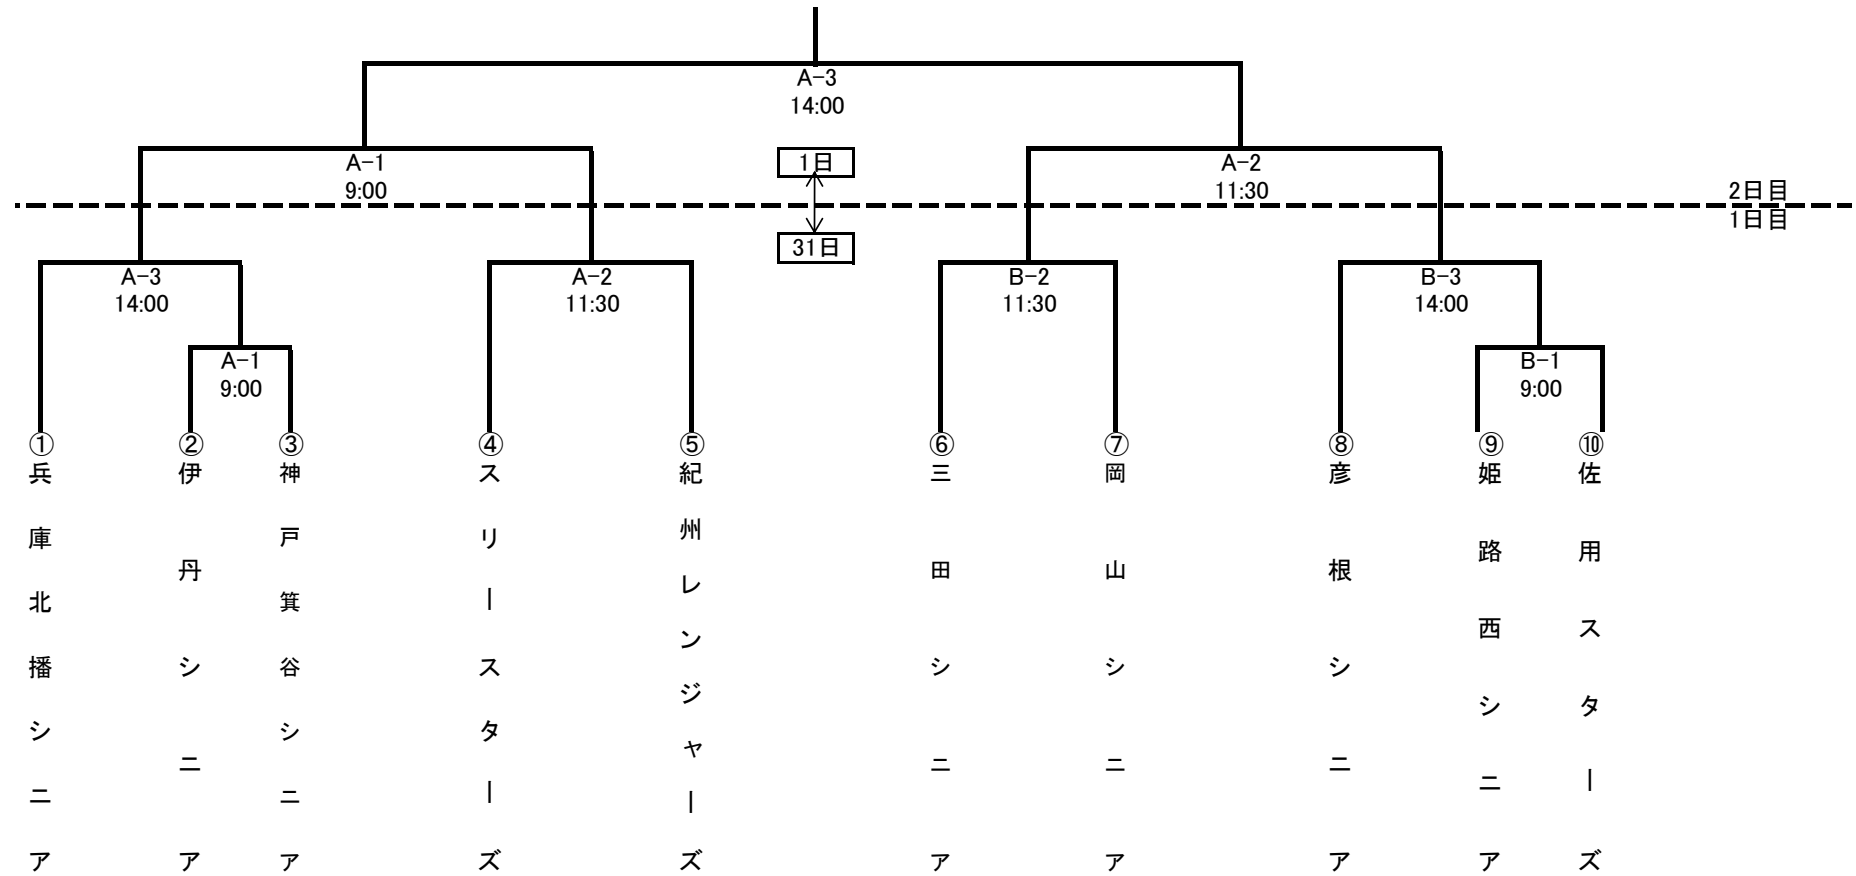 A-3
14:00
A-1
9:00
1日
A-2
11:30
2日目
1日目
31日
A-3
14:00
A-2
11:30
B-2
11:30
B-3
14:00
A-1
9:00
B-1
9:00
①兵庫北播シニア
②伊丹シニア
③神戸箕谷シニア
④スリースターズ
⑤紀州レンジャーズ
⑥三田シニア
⑦岡山シニア
⑧彦根シニア
⑨姫路西シニア
⑩佐用スターズ